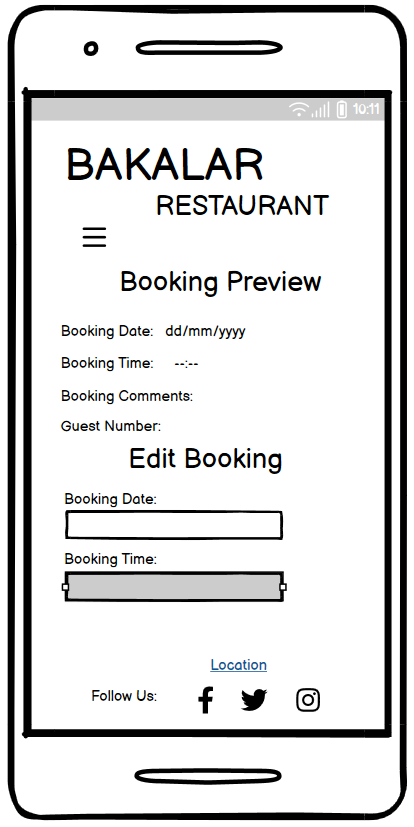 10:11
BAKALAR
RESTAURANT
Booking Preview
Booking Date: dd/mm/yyyy
Booking Time: --:--
Booking Comments:
Guest Number:
Edit Booking
Booking Date:
Booking Time:
Location
Follow Us: